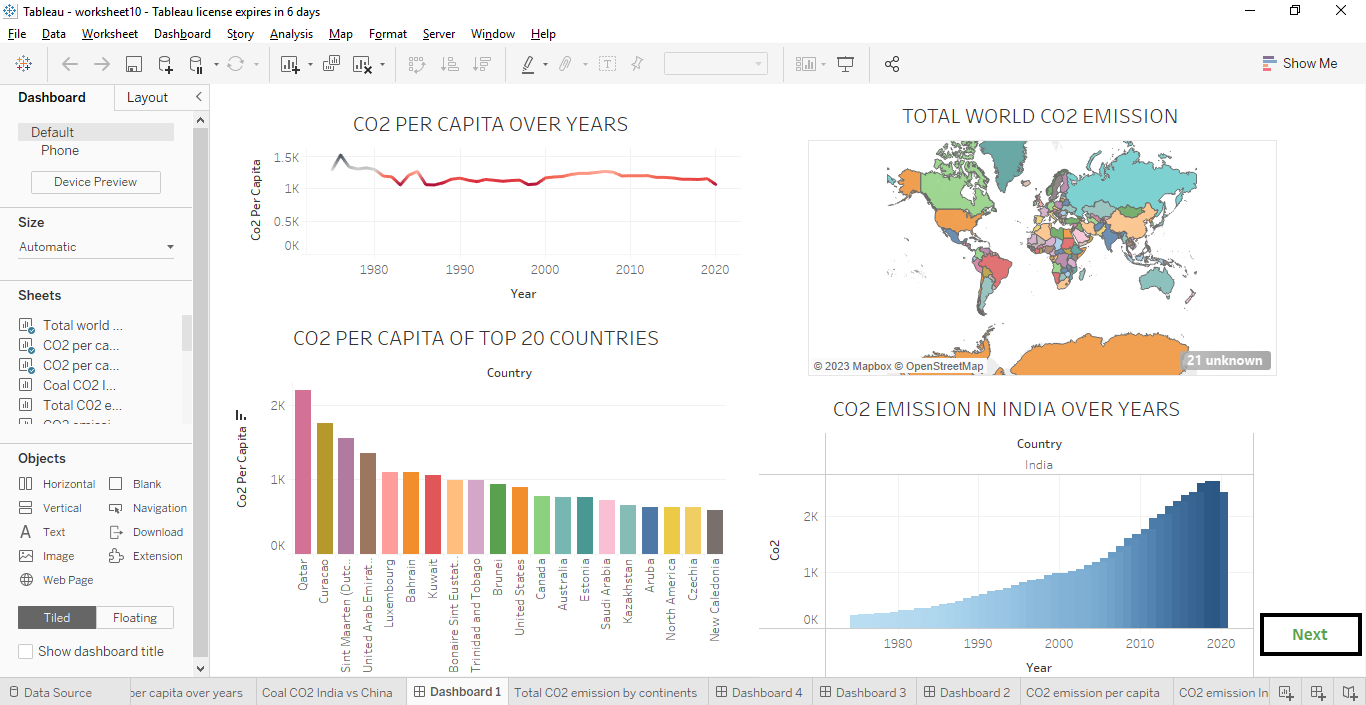 Tableau - worksheet10 - Tableau license expires in 6 days
File Data Worksheet Dashboard Story Analysis Map Format Server Window Help
Show Me
Dashboard Layout
Default
Phone
Device Preview
Size
Automatic
Sheets
Total world ...
CO2 per ca...
CO2 per ca...
Coal CO2 I...
Total CO2 e...
CO2 emissi...
Objects
Horizontal Blank
Vertical Navigation
Text Download
Image Extension
Web Page
Tiled Floating
Show dashboard title
CO2 PER CAPITA OVER YEARS
Co2 Per Capita
1.5K
1K
0.5K
0K
1980 1990 2000 2010 2020
Year
TOTAL WORLD CO2 EMISSION
© 2023 Mapbox © OpenStreetMap
21 unknown
CO2 PER CAPITA OF TOP 20 COUNTRIES
Country
Co2 Per Capita
2K
1K
0K
Qatar
Curacao
Sint Maarten (Dutc..
United Arab Emirat..
Luxembourg
Bahrain
Kuwait
Bonaire Sint Eustat..
Trinidad and Tobago
Brunei
United States
Canada
Australia
Estonia
Saudi Arabia
Kazakhstan
Aruba
North America
Czechia
New Caledonia
CO2 EMISSION IN INDIA OVER YEARS
Country
India
Co2
2K
1K
0K
1980 1990 2000 2010 2020
Year
Next
Data Source per capita over years Coal CO2 India vs China Dashboard 1 Total CO2 emission by continents Dashboard 4 Dashboard 3 Dashboard 2 CO2 emission per capita CO2 emission In